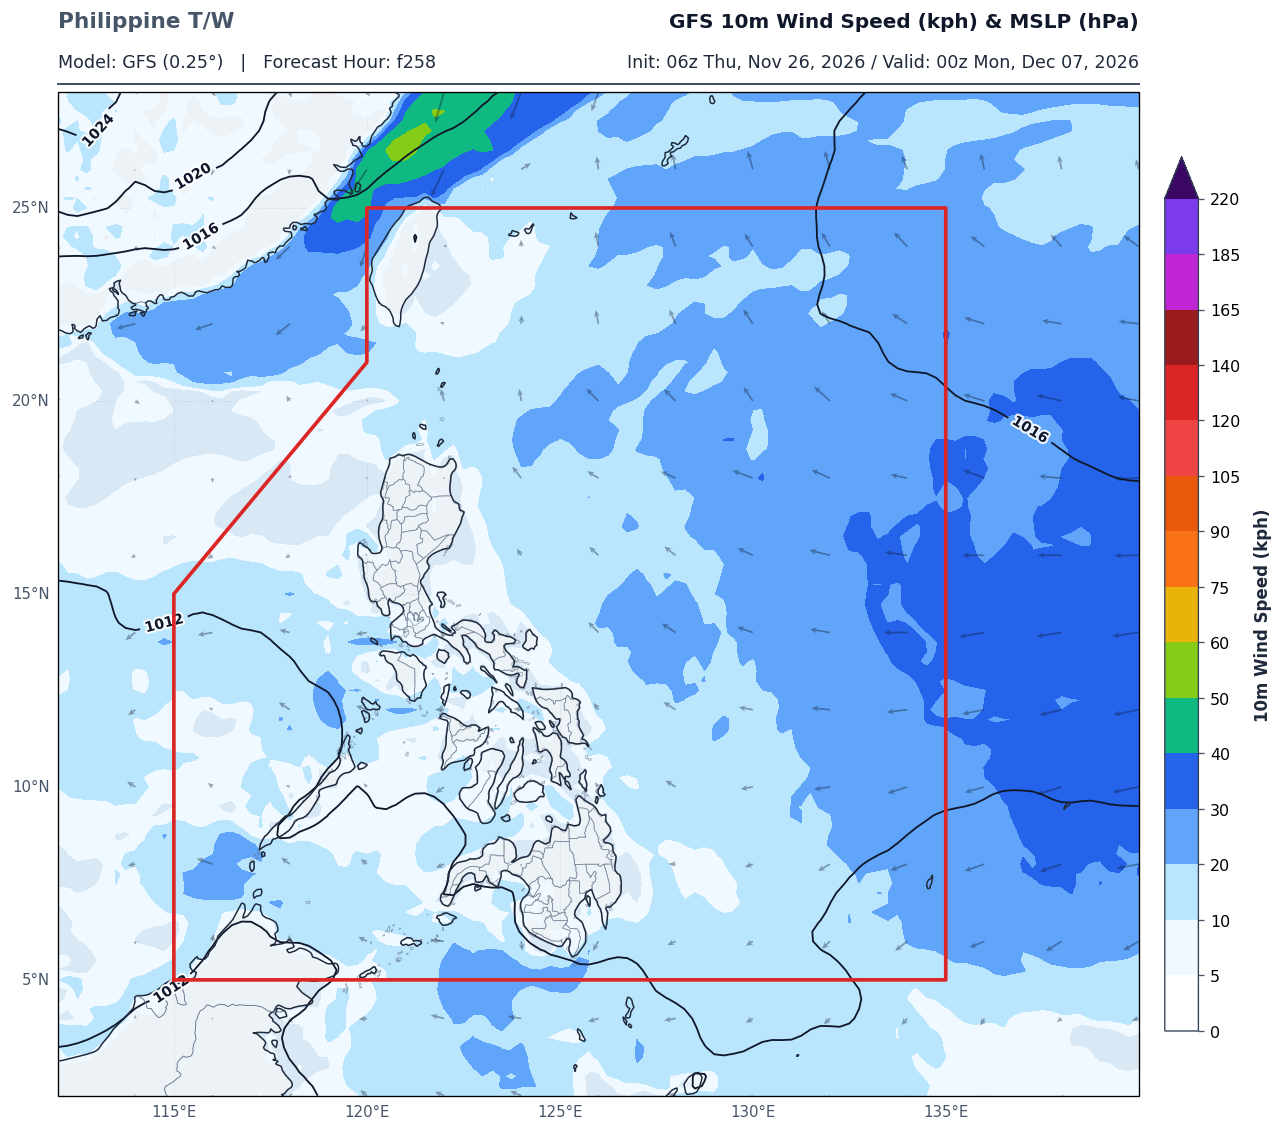 Philippine T/W
GFS 10m Wind Speed (kph) & MSLP (hPa)
Model: GFS (0.25°) | Forecast Hour: f258
Init: 06z Thu, Nov 26, 2026 / Valid: 00z Mon, Dec 07, 2026
1024
1020
1016
1016
1012
1012
25°N
20°N
15°N
10°N
5°N
115°E
120°E
125°E
130°E
135°E
220
185
165
140
120
105
90
75
60
50
40
30
20
10
5
0
10m Wind Speed (kph)